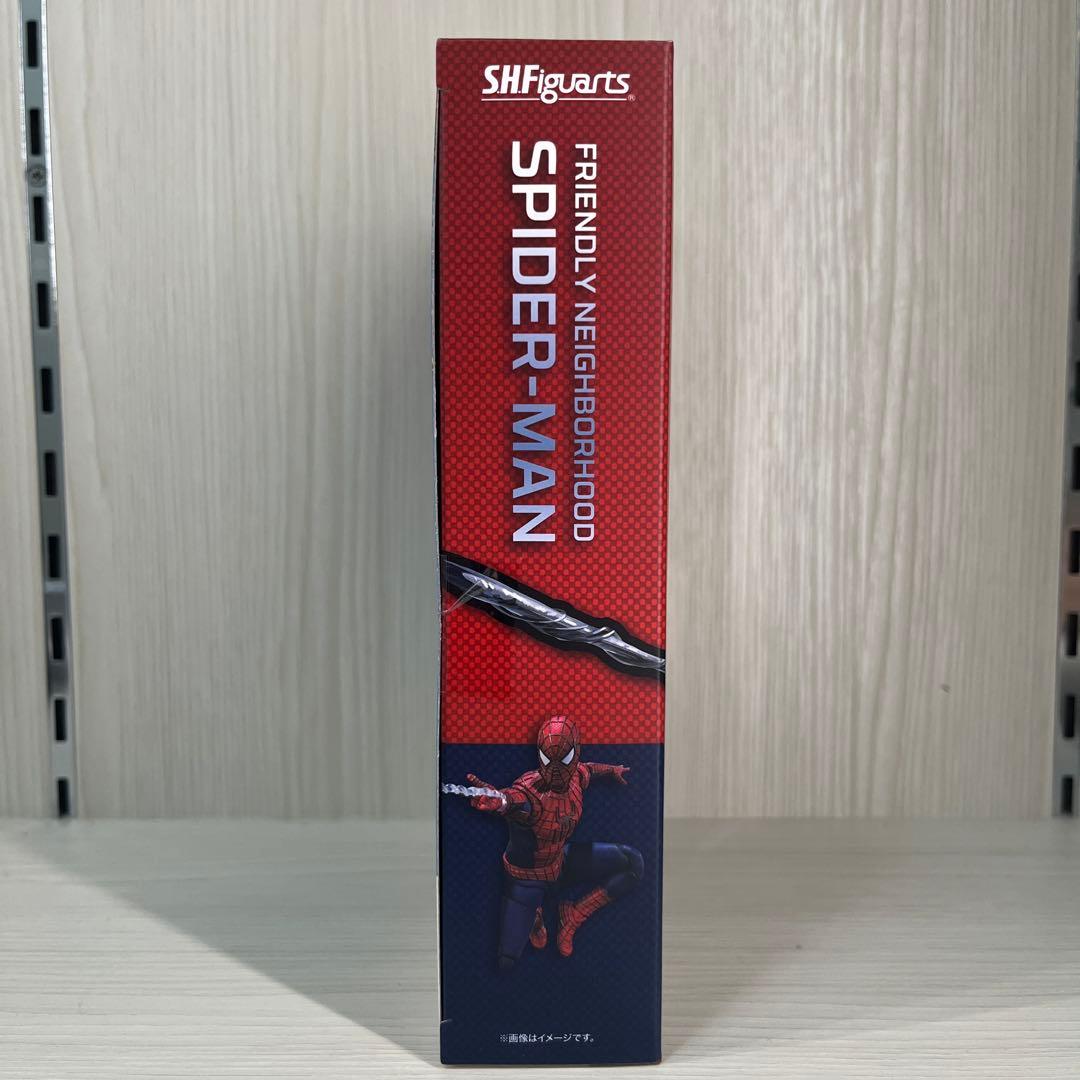 S.H.Figuarts®
FRIENDLY NEIGHBORHOOD
SPIDER-MAN
※画像はイメージです。